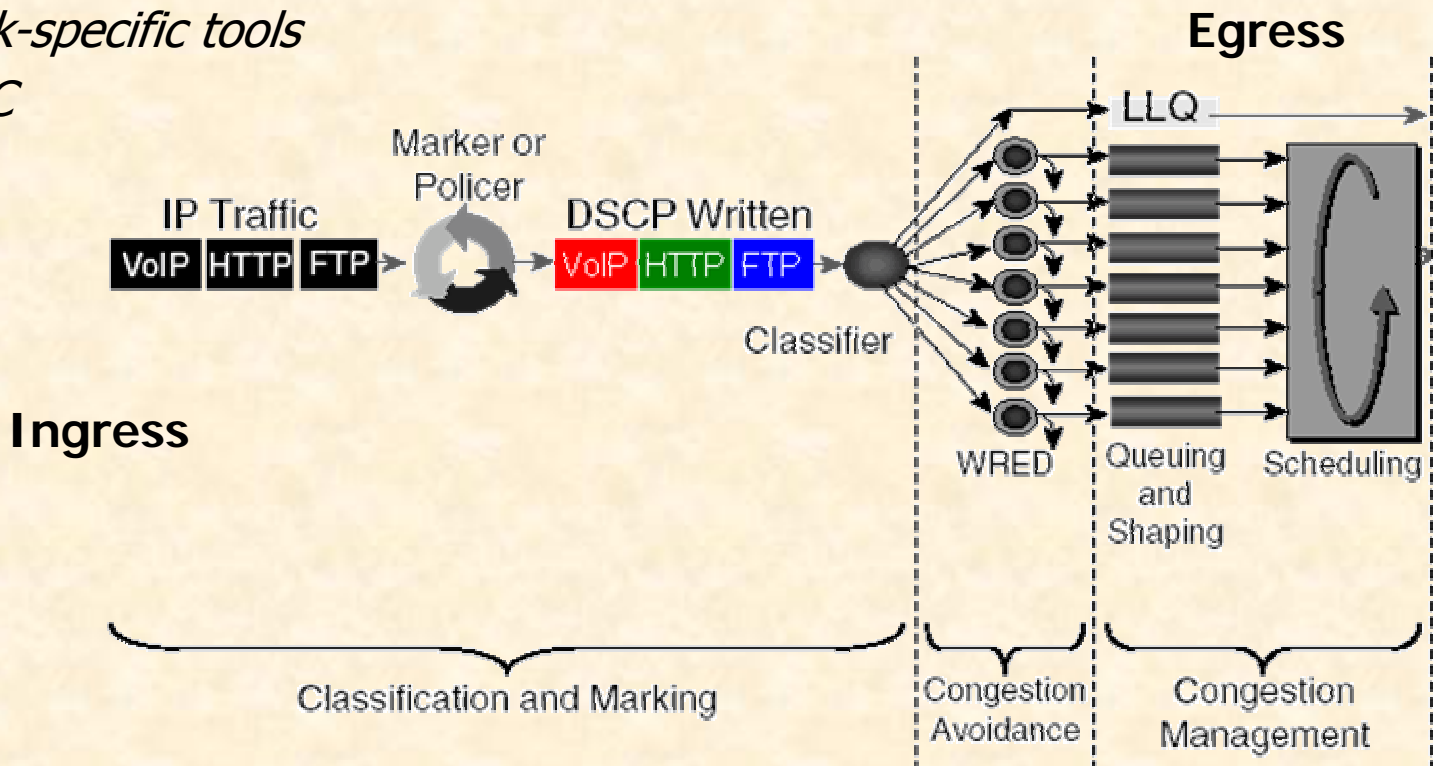 k-specific tools
C
Egress
LLQ
Marker or
Policer
IP Traffic
DSCP Written
VoIP HTTP FTP
VoIP HTTP FTP
Classifier
Ingress
WRED
Queuing
and
Shaping
Scheduling
Classification and Marking
Congestion
Avoidance
Congestion
Management